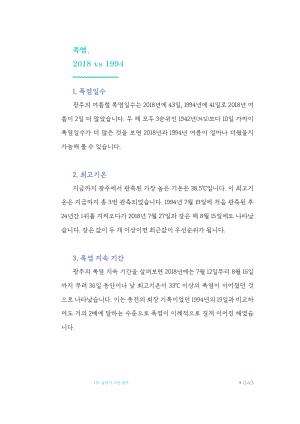 폭염,
2018 vs 1994
1. 폭염일수
광주의 여름철 폭염일수는 2018년에 43일, 1994년에 41일로 2018년 여
름이 2일 더 많았습니다. 두 해 모두 3순위인 1942년(34일)보다 10일 가까이
폭염일수가 더 많은 것을 보면 2018년과 1994년 여름이 얼마나 더웠을지
가늠해 볼 수 있습니다.
2. 최고기온
지금까지 광주에서 관측된 가장 높은 기온은 38.5℃입니다. 이 최고기
온은 지금까지 총 3번 관측되었습니다. 1994년 7월 19일에 처음 관측된 후
24년간 1위를 지켜오다가 2018년 7월 27일과 같은 해 8월 15일에도 나타났
습니다. 같은 값이 두 개 이상이면 최근값이 우선순위가 됩니다.
3. 폭염 지속 기간
광주의 폭염 지속 기간을 살펴보면 2018년에는 7월 12일부터 8월 16일
까지 무려 36일 동안이나 낮 최고기온이 33℃ 이상의 폭염이 이어졌던 것
으로 나타났습니다. 이는 종전의 최장 기록이었던 1994년의 19일과 비교하
여도 거의 2배에 달하는 수준으로 폭염이 이례적으로 길게 이어진 해였습
니다.
043